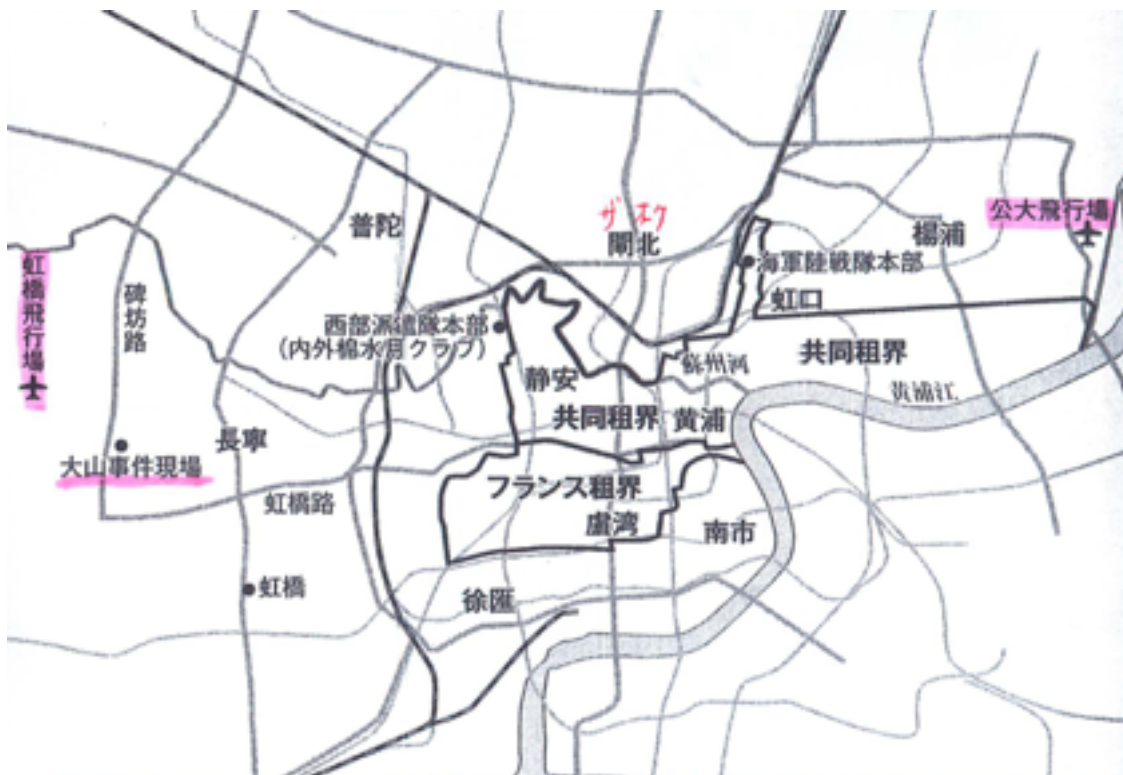 ザ ホク
公大飛行場
普陀
閘北
楊浦
虹橋飛行場
碑坊路
海軍陸戦隊本部
虹口
西部派遣隊本部
（内外棉水月クラブ）
蘇州河
共同租界
静安
黄浦江
共同租界
黄浦
長寧
大山事件現場
フランス租界
虹橋路
盧湾
南市
虹橋
徐匯